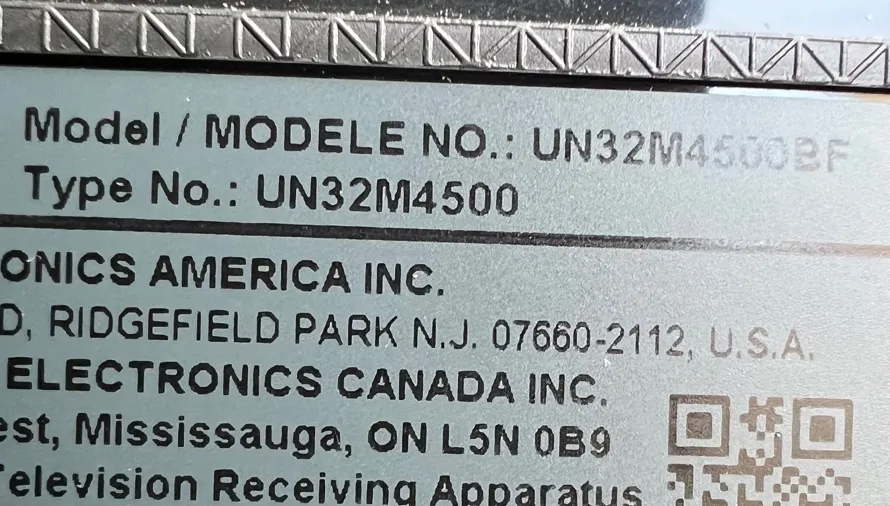 Model / MODELE NO.: UN32M4500BF
Type No.: UN32M4500
ONICS AMERICA INC.
D, RIDGEFIELD PARK N.J. 07660-2112, U.S.A.
ELECTRONICS CANADA INC.
est, Mississauga, ON L5N 0B9
elevision Receiving Apparatus